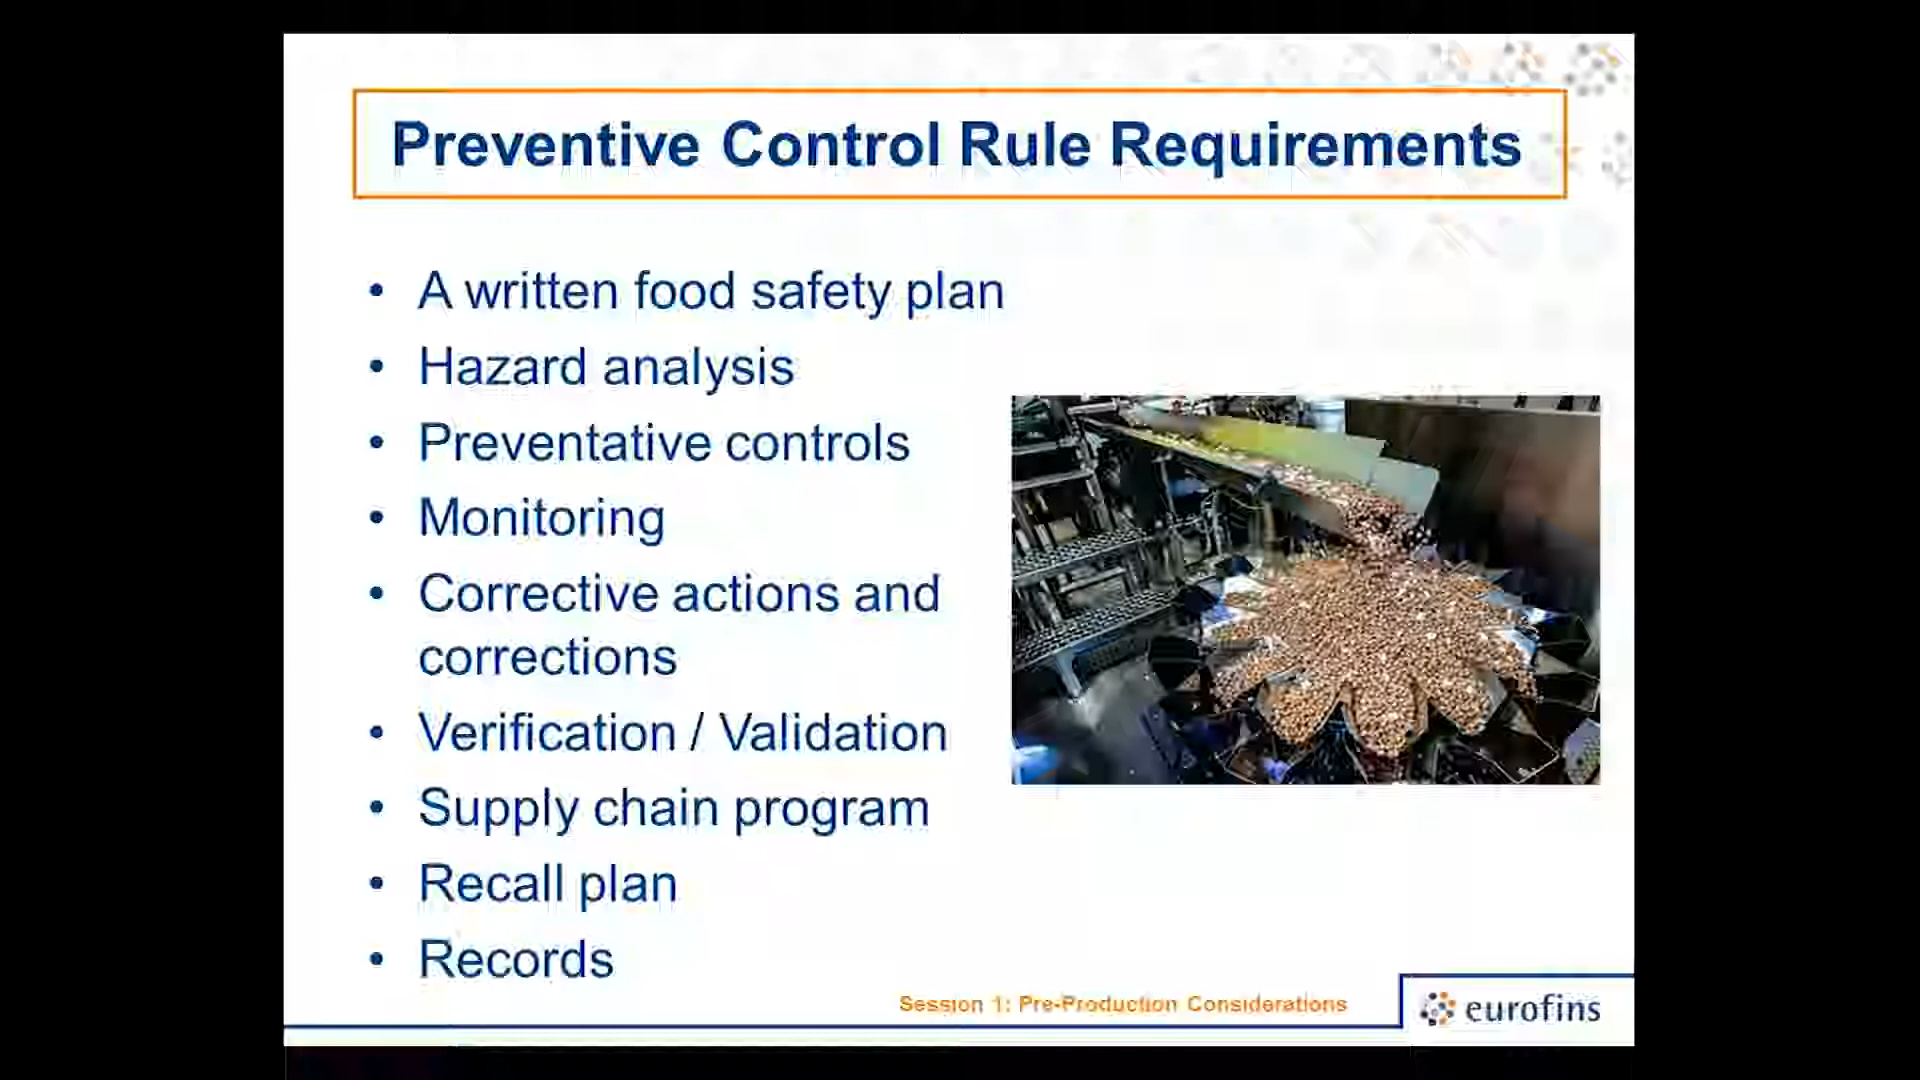 Preventive Control Rule Requirements
• A written food safety plan
• Hazard analysis
• Preventative controls
• Monitoring
• Corrective actions and
corrections
• Verification / Validation
• Supply chain program
• Recall plan
• Records
Session 1: Pre-Production Considerations
eurofins